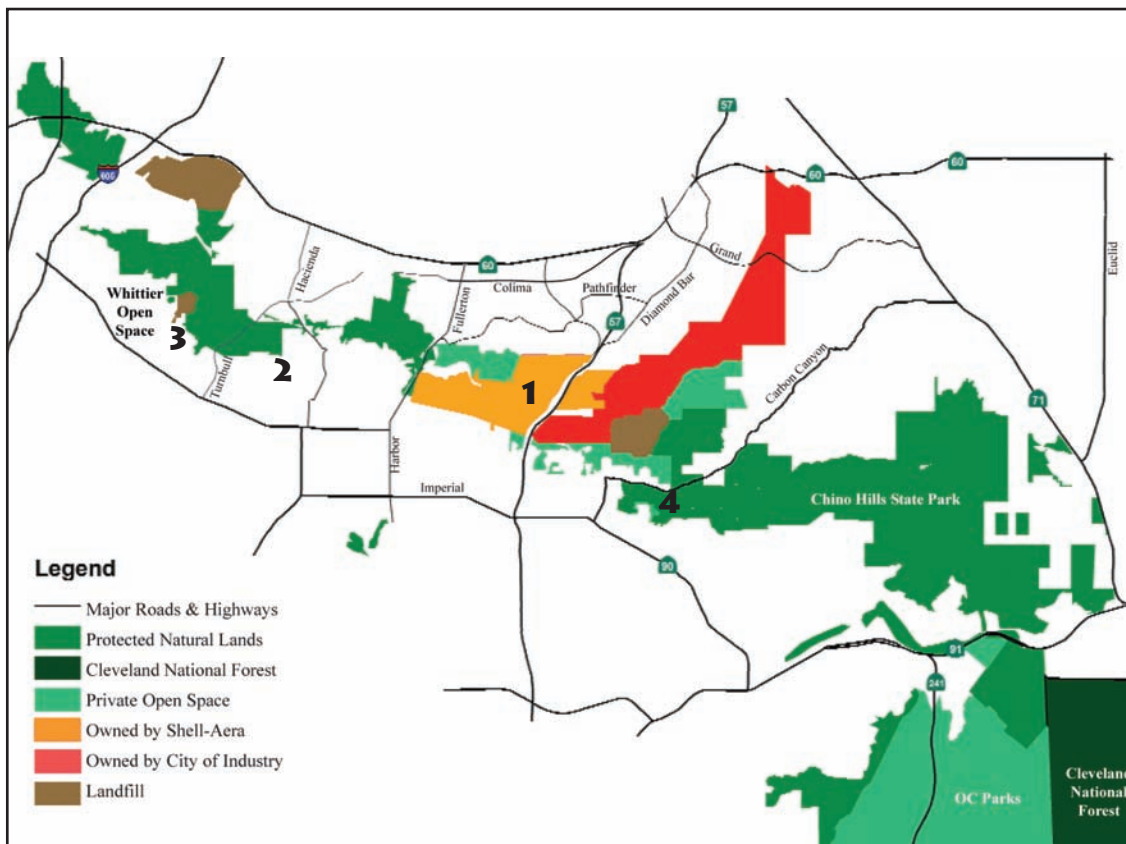 57
60
60
605
Hacienda
Grand
Euclid
60
Colima
Pathfinder
Diamond Bar
Fullerton
57
Whittier
Open
Space
3
2
Turnbull
1
Carbon Canyon
71
Harbor
Imperial
4
Chino Hills State Park
90
91
241
OC Parks
Cleveland
National
Forest
Legend
Major Roads & Highways
Protected Natural Lands
Cleveland National Forest
Private Open Space
Owned by Shell-Aera
Owned by City of Industry
Landfill